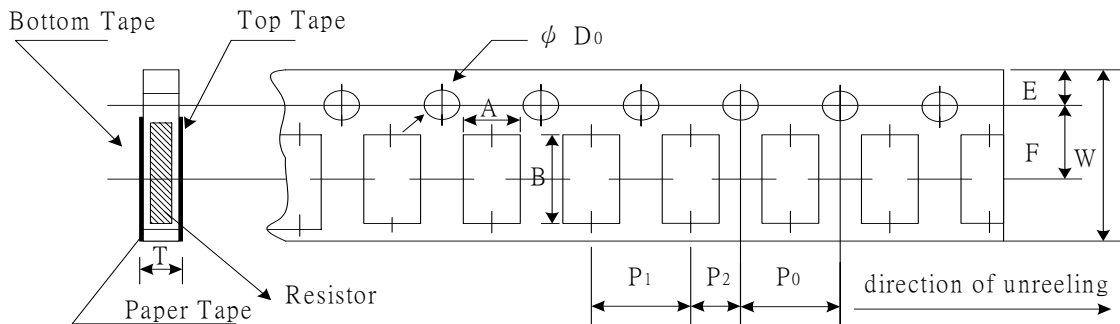 Bottom Tape
Top Tape
φ D0
E
A
F
W
B
T
P1
P2
P0
direction of unreeling
Resistor
Paper Tape